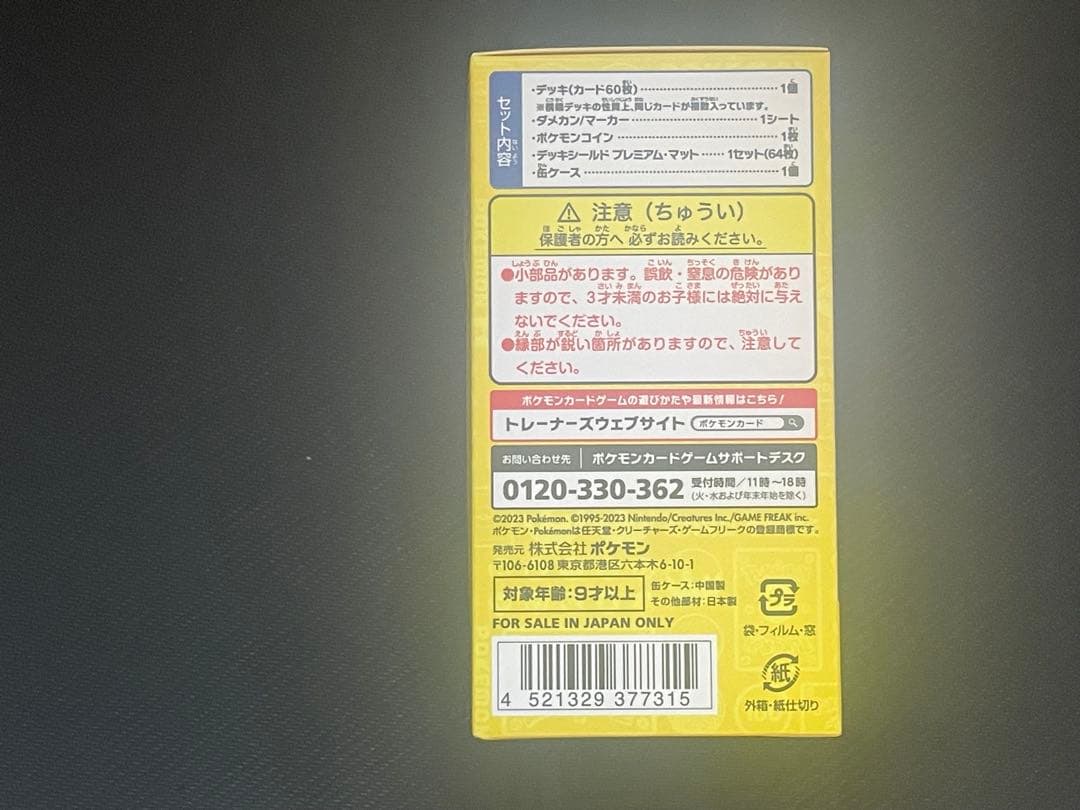 セット内容
・デッキ(カード60枚) 1個
※構築デッキの性質上、同じカードが複数入っています。
・ダメカン/マーカー 1シート
・ポケモンコイン 1枚
・デッキシールド プレミアム・マット 1セット(64枚)
・缶ケース 1個
⚠ 注意（ちゅうい）
保護者の方へ 必ずお読みください。
●小部品があります。誤飲・窒息の危険があり
ますので、3才未満のお子様には絶対に与え
ないでください。
●縁部が鋭い箇所がありますので、注意して
ください。
ポケモンカードゲームの遊びかたや最新情報はこちら!
トレーナーズウェブサイト ポケモンカード
お問い合わせ先 ポケモンカードゲームサポートデスク
0120-330-362 受付時間/11時～18時
(火・水および年末年始を除く)
©2023 Pokémon. ©1995-2023 Nintendo/Creatures Inc./GAME FREAK inc.
ポケモン・Pokémonは任天堂・クリーチャーズ・ゲームフリークの登録商標です。
発売元 株式会社ポケモン
〒106-6108 東京都港区六本木6-10-1
対象年齢:9才以上
缶ケース:中国製
その他部材:日本製
プラ
袋・フィルム・窓
FOR SALE IN JAPAN ONLY
4 521329 377315
紙
外箱・紙仕切り